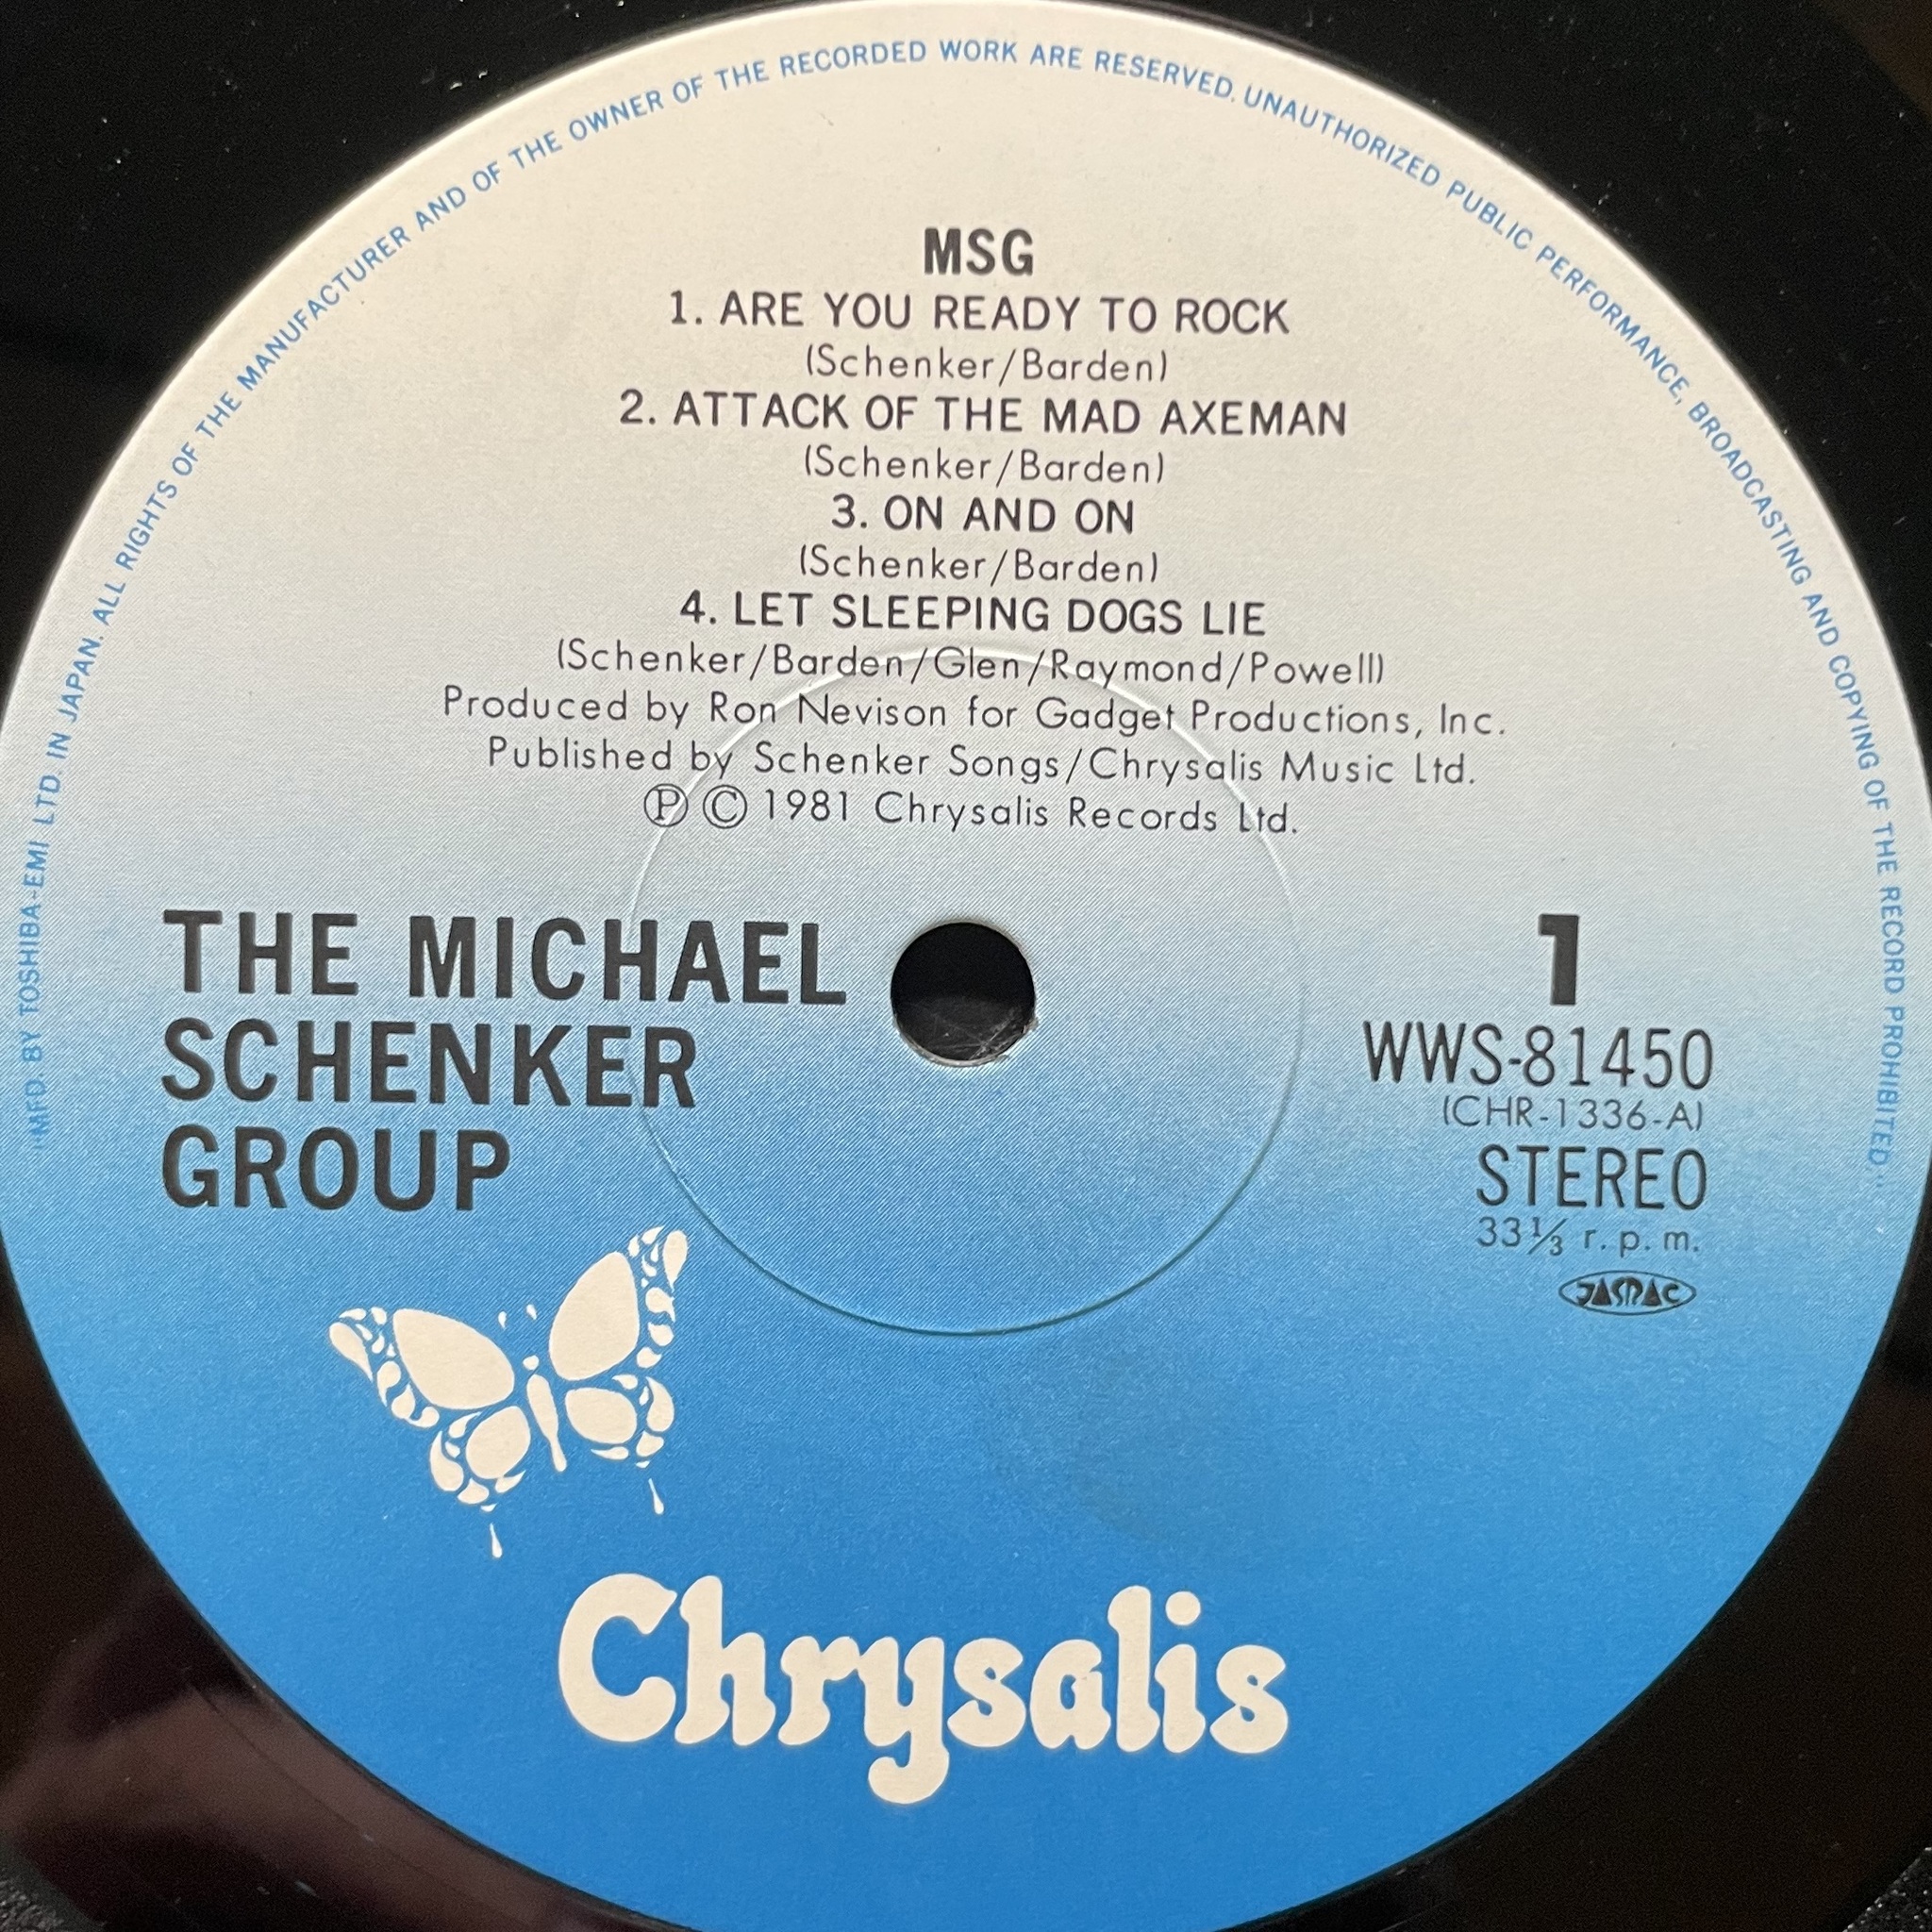 "MFD. BY TOSHIBA-EMI LTD. IN JAPAN. ALL RIGHTS OF THE MANUFACTURER AND OF THE OWNER OF THE RECORDED WORK ARE RESERVED. UNAUTHORIZED PUBLIC PERFORMANCE, BROADCASTING AND COPYING OF THE RECORD PROHIBITED."
MSG
1. ARE YOU READY TO ROCK
(Schenker/Barden)
2. ATTACK OF THE MAD AXEMAN
(Schenker/Barden)
3. ON AND ON
(Schenker/Barden)
4. LET SLEEPING DOGS LIE
(Schenker/Barden/Glen/Raymond/Powell)
Produced by Ron Nevison for Gadget Productions, Inc.
Published by Schenker Songs/Chrysalis Music Ltd.
Ⓟ © 1981 Chrysalis Records Ltd.
THE MICHAEL
SCHENKER
GROUP
1
WWS-81450
(CHR-1336-A)
STEREO
33⅓ r.p.m.
JASRAC
Chrysalis